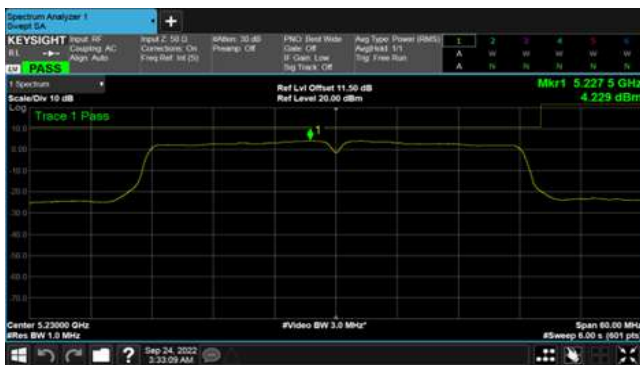 Spectrum Analyzer 1
Swept SA
+
KEYSIGHT Input: RF
RL Coupling: AC
Align: Auto
Input Z: 50 Ω
Corrections: On
Freq Ref: Int (S)
#Atten: 30 dB
Preamp: Off
PNO: Best Wide
Gate: Off
IF Gain: Low
Sig Track: Off
Avg Type: Power (RMS)
Avg|Hold: 1/1
Trig: Free Run
1 2 3 4 5 6
A W W W W W
A N N N N N
PASS
1 Spectrum
Scale/Div 10 dB
Ref Lvl Offset 11.50 dB
Ref Level 20.00 dBm
Mkr1 5.227 5 GHz
4.229 dBm
Log
Trace 1 Pass
10.0
1
0.00
-10.0
-20.0
-30.0
-40.0
-50.0
-60.0
-70.0
Center 5.23000 GHz
#Res BW 1.0 MHz
#Video BW 3.0 MHz*
Span 60.00 MHz
#Sweep 6.00 s (601 pts)
?
Sep 24, 2022
3:33:09 AM